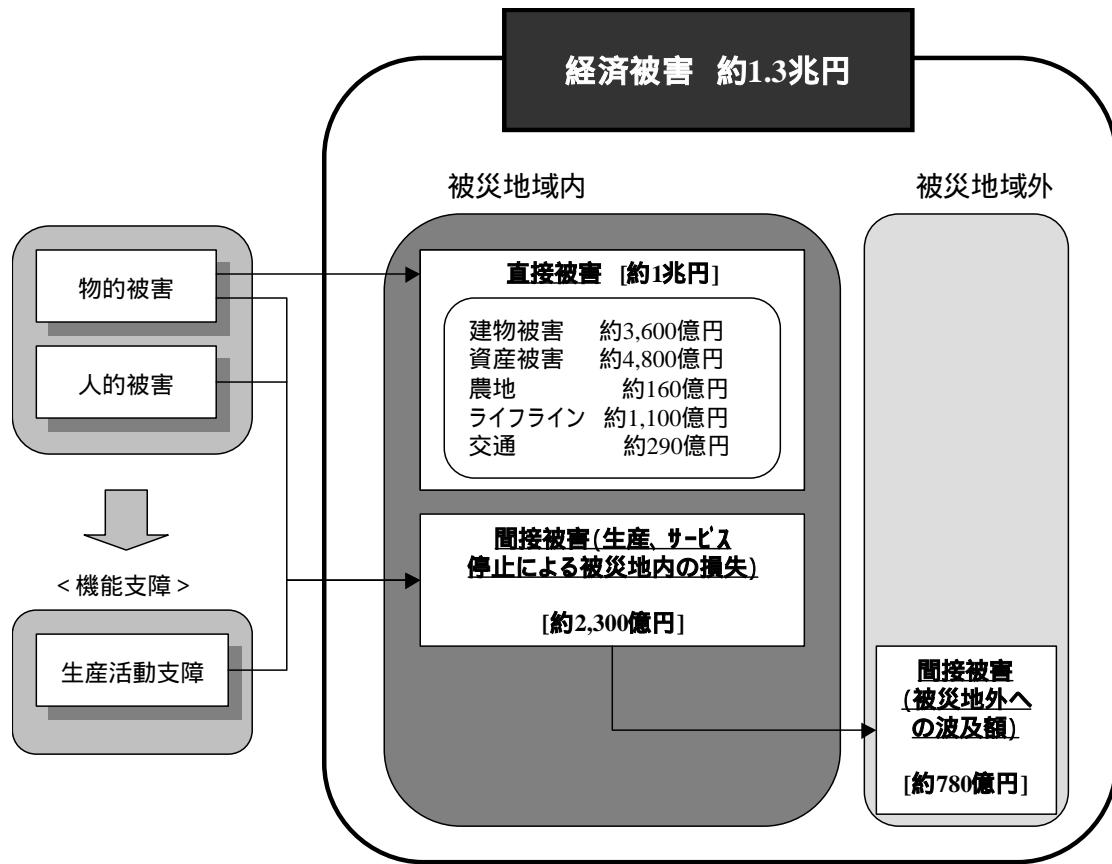 経済被害 約1.3兆円
被災地域内
被災地域外
物的被害
人的被害
<機能支障>
生産活動支障
直接被害 [約1兆円]
建物被害 約3,600億円
資産被害 約4,800億円
農地 約160億円
ライフライン 約1,100億円
交通 約290億円
間接被害(生産、サービス
停止による被災地内の損失)
[約2,300億円]
間接被害
(被災地外へ
の波及額)
[約780億円]